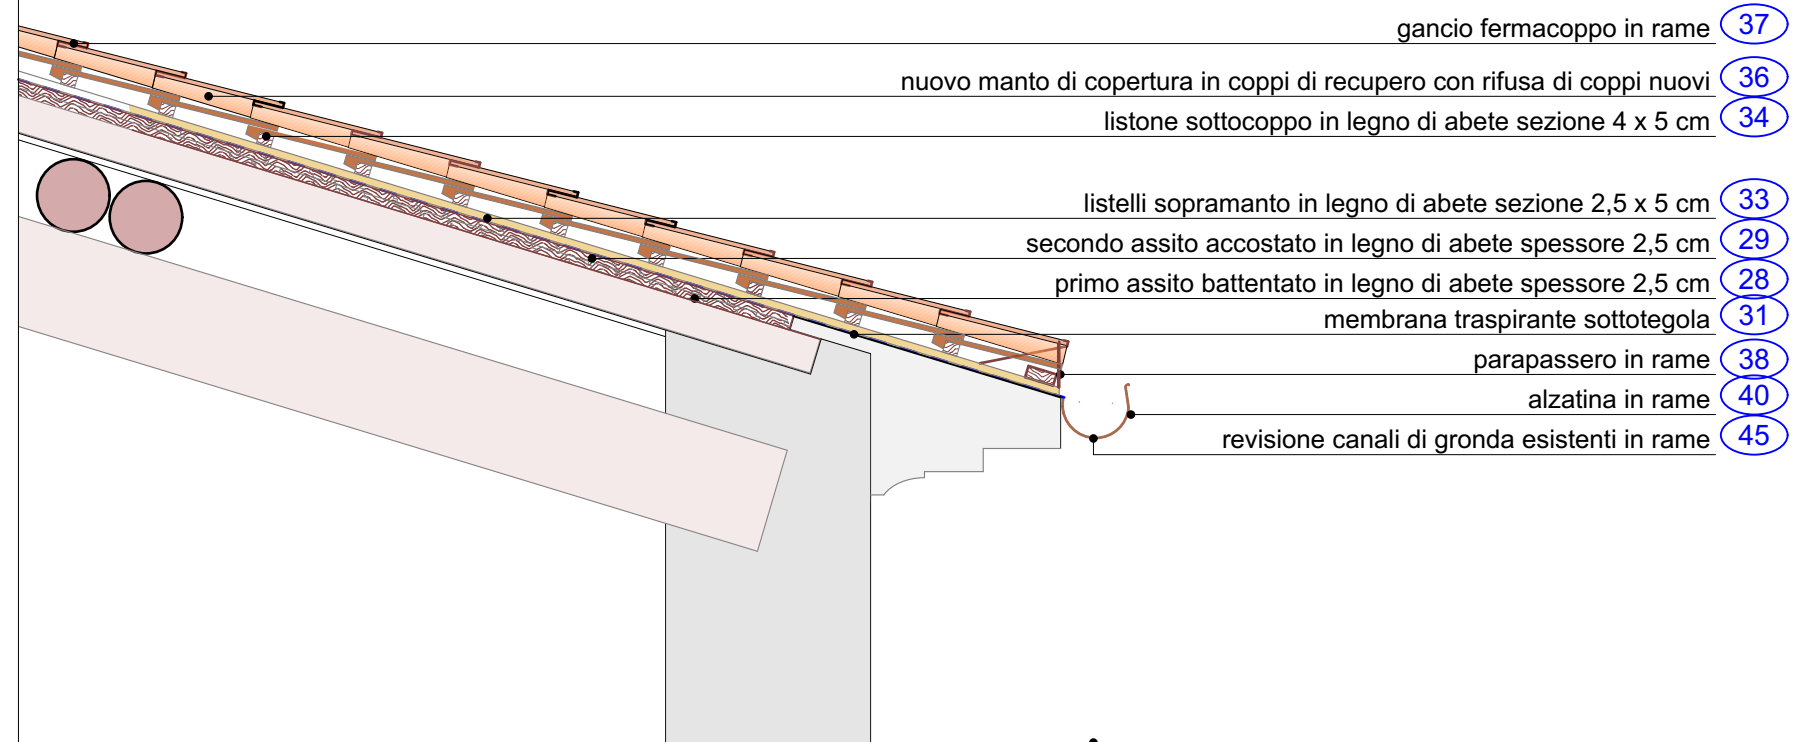 gancio fermacoppo in rame 37
nuovo manto di copertura in coppi di recupero con rifusa di coppi nuovi 36
listone sottocoppo in legno di abete sezione 4 x 5 cm 34
listelli sopramanto in legno di abete sezione 2,5 x 5 cm 33
secondo assito accostato in legno di abete spessore 2,5 cm 29
primo assito battentato in legno di abete spessore 2,5 cm 28
membrana traspirante sottotegola 31
parapassero in rame 38
alzatina in rame 40
revisione canali di gronda esistenti in rame 45